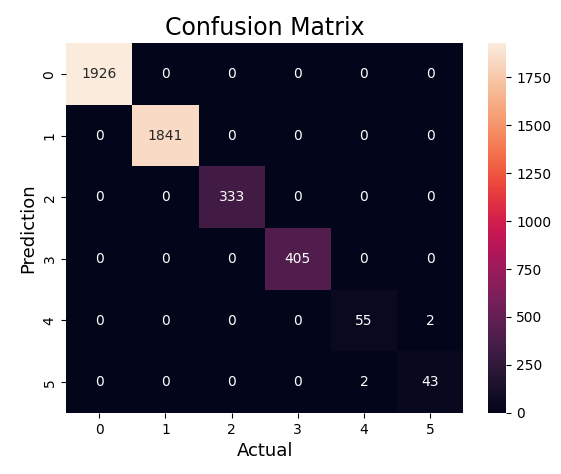 Confusion Matrix
Prediction
0 1926 0 0 0 0 0
1 0 1841 0 0 0 0
2 0 0 333 0 0 0
3 0 0 0 405 0 0
4 0 0 0 0 55 2
5 0 0 0 0 2 43
0 1 2 3 4 5
Actual
1750
1500
1250
1000
750
500
250
0